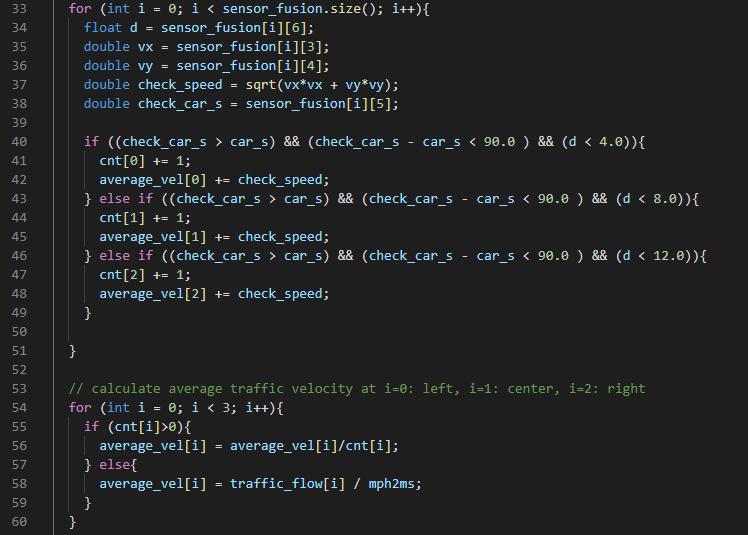 33 for (int i = 0; i < sensor_fusion.size(); i++){
34 float d = sensor_fusion[i][6];
35 double vx = sensor_fusion[i][3];
36 double vy = sensor_fusion[i][4];
37 double check_speed = sqrt(vx*vx + vy*vy);
38 double check_car_s = sensor_fusion[i][5];
39
40 if ((check_car_s > car_s) && (check_car_s - car_s < 90.0 ) && (d < 4.0)){
41 cnt[0] += 1;
42 average_vel[0] += check_speed;
43 } else if ((check_car_s > car_s) && (check_car_s - car_s < 90.0 ) && (d < 8.0)){
44 cnt[1] += 1;
45 average_vel[1] += check_speed;
46 } else if ((check_car_s > car_s) && (check_car_s - car_s < 90.0 ) && (d < 12.0)){
47 cnt[2] += 1;
48 average_vel[2] += check_speed;
49 }
50
51 }
52
53 // calculate average traffic velocity at i=0: left, i=1: center, i=2: right
54 for (int i = 0; i < 3; i++){
55 if (cnt[i]>0){
56 average_vel[i] = average_vel[i]/cnt[i];
57 } else{
58 average_vel[i] = traffic_flow[i] / mph2ms;
59 }
60 }